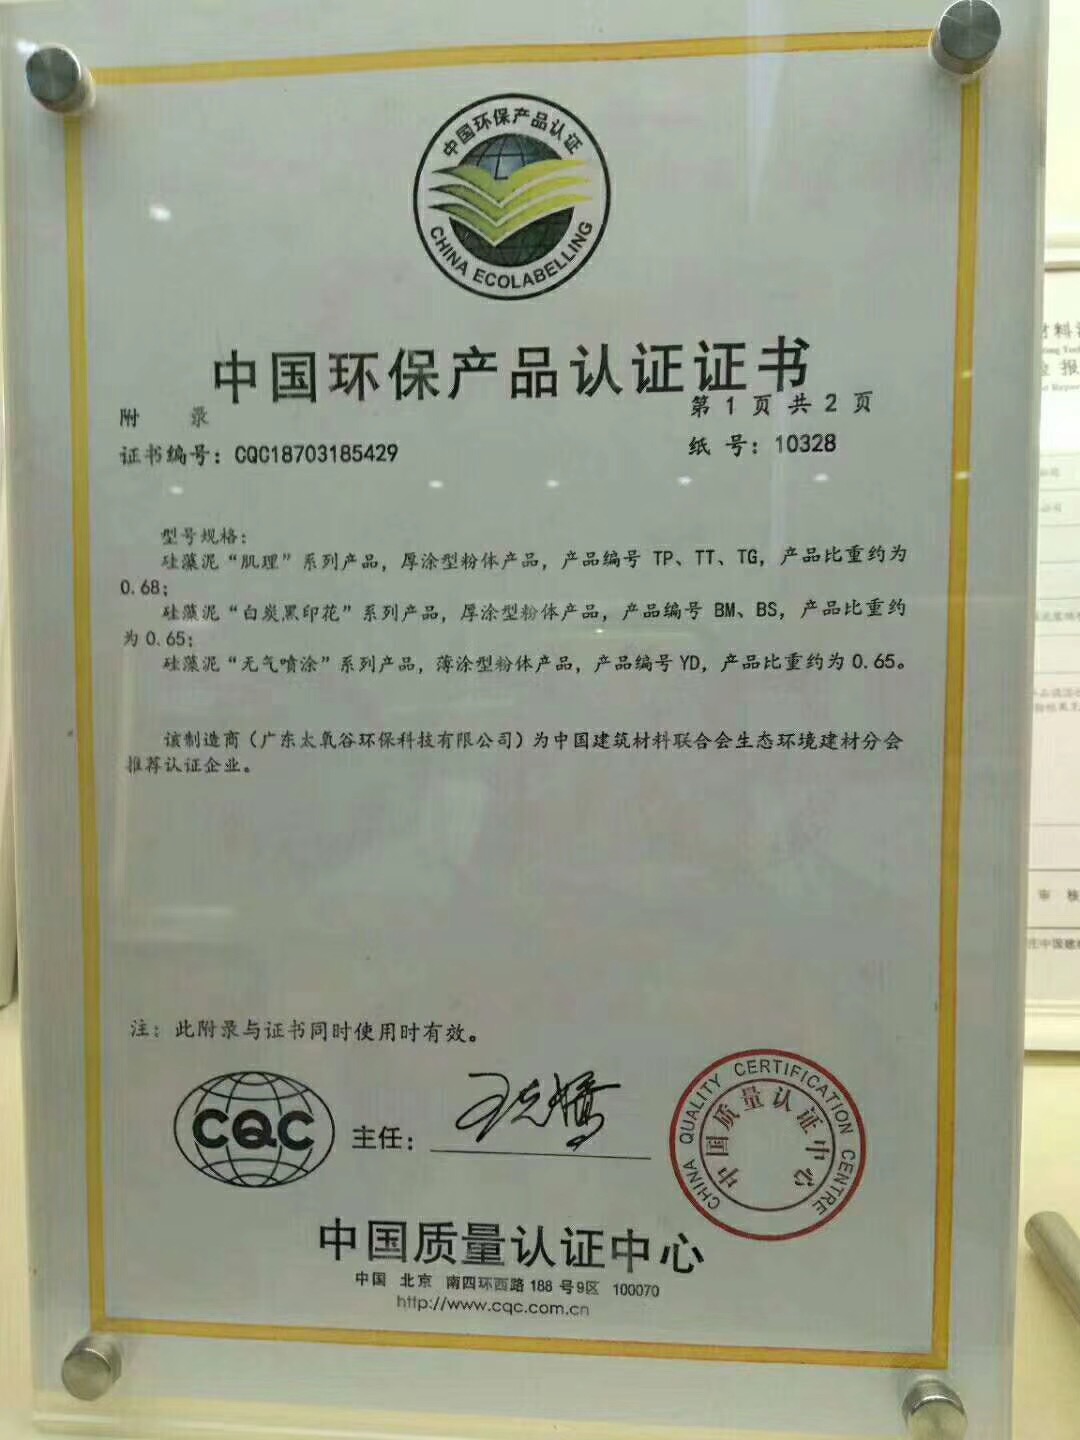 中国环保产品认证
CHINA ECOLABELLING
中国环保产品认证证书
附 录
第 1 页 共 2 页
证书编号：CQC18703185429
纸 号：10328
型号规格：
硅藻泥“肌理”系列产品，厚涂型粉体产品，产品编号 TP、TT、TG，产品比重约为
0.68；
硅藻泥“白炭黑印花”系列产品，厚涂型粉体产品，产品编号 BM、BS，产品比重约
为 0.65；
硅藻泥“无气喷涂”系列产品，薄涂型粉体产品，产品编号 YD，产品比重约为 0.65。
该制造商（广东太氧谷环保科技有限公司）为中国建筑材料联合会生态环境建材分会
推荐认证企业。
注：此附录与证书同时使用时有效。
CQC
主任：
CHINA QUALITY CERTIFICATION CENTRE
中国质量认证中心
中国质量认证中心
中国 北京 南四环西路 188 号9区 100070
http://www.cqc.com.cn
审 核